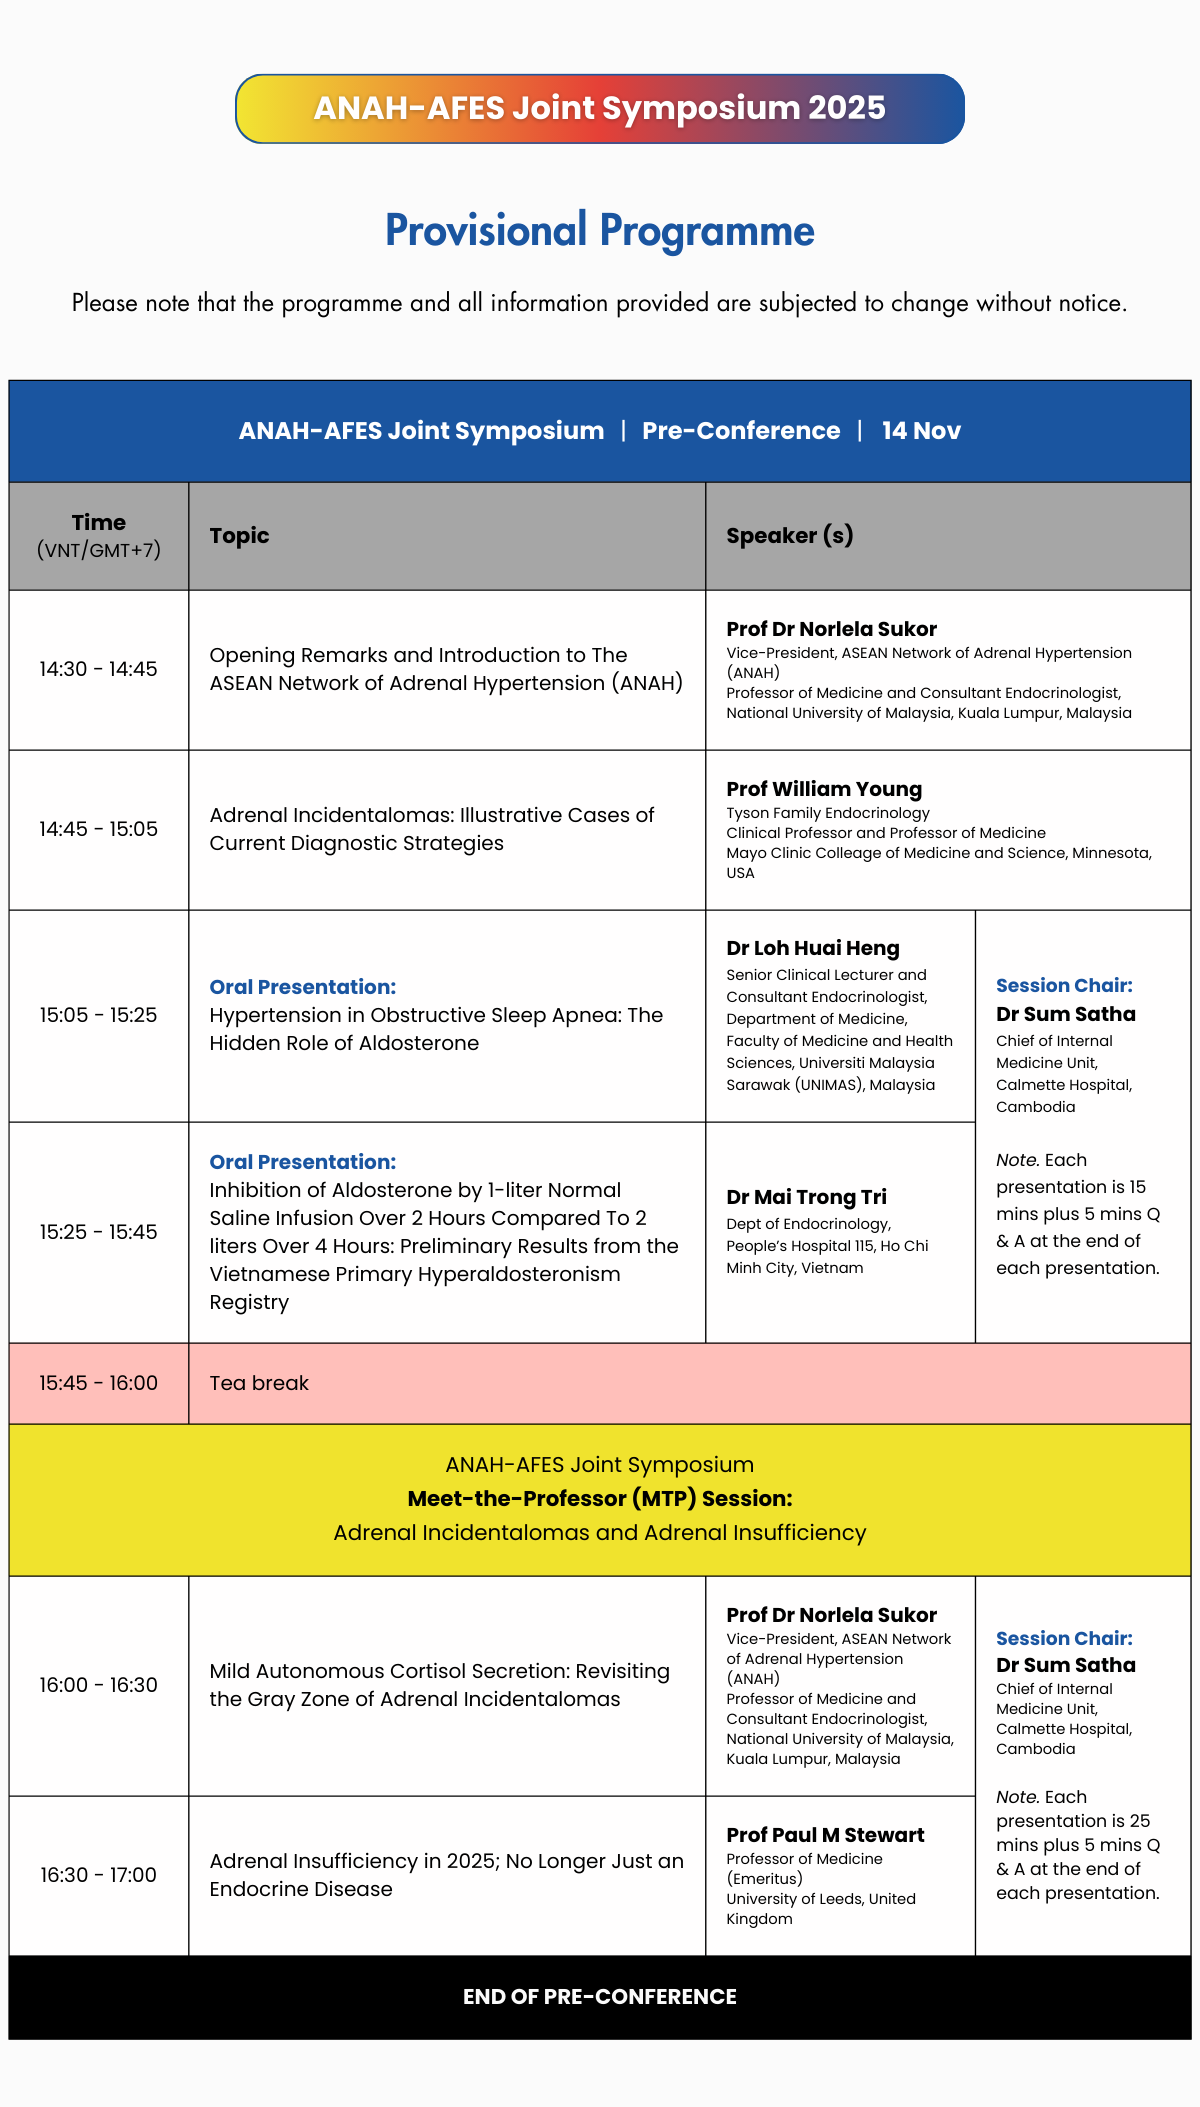 ANAH-AFES Joint Symposium 2025
Provisional Programme
Please note that the programme and all information provided are subjected to change without notice.
ANAH-AFES Joint Symposium | Pre-Conference | 14 Nov
Time
(VNT/GMT+7)
Topic
Speaker (s)
14:30 - 14:45
Opening Remarks and Introduction to The
ASEAN Network of Adrenal Hypertension (ANAH)
Prof Dr Norlela Sukor
Vice-President, ASEAN Network of Adrenal Hypertension
(ANAH)
Professor of Medicine and Consultant Endocrinologist,
National University of Malaysia, Kuala Lumpur, Malaysia
14:45 - 15:05
Adrenal Incidentalomas: Illustrative Cases of
Current Diagnostic Strategies
Prof William Young
Tyson Family Endocrinology
Clinical Professor and Professor of Medicine
Mayo Clinic Colleage of Medicine and Science, Minnesota,
USA
15:05 - 15:25
Oral Presentation:
Hypertension in Obstructive Sleep Apnea: The
Hidden Role of Aldosterone
Dr Loh Huai Heng
Senior Clinical Lecturer and
Consultant Endocrinologist,
Department of Medicine,
Faculty of Medicine and Health
Sciences, Universiti Malaysia
Sarawak (UNIMAS), Malaysia
Session Chair:
Dr Sum Satha
Chief of Internal
Medicine Unit,
Calmette Hospital,
Cambodia
Note. Each
presentation is 15
mins plus 5 mins Q
& A at the end of
each presentation.
15:25 - 15:45
Oral Presentation:
Inhibition of Aldosterone by 1-liter Normal
Saline Infusion Over 2 Hours Compared To 2
liters Over 4 Hours: Preliminary Results from the
Vietnamese Primary Hyperaldosteronism
Registry
Dr Mai Trong Tri
Dept of Endocrinology,
People's Hospital 115, Ho Chi
Minh City, Vietnam
15:45 - 16:00
Tea break
ANAH-AFES Joint Symposium
Meet-the-Professor (MTP) Session:
Adrenal Incidentalomas and Adrenal Insufficiency
16:00 - 16:30
Mild Autonomous Cortisol Secretion: Revisiting
the Gray Zone of Adrenal Incidentalomas
Prof Dr Norlela Sukor
Vice-President, ASEAN Network
of Adrenal Hypertension
(ANAH)
Professor of Medicine and
Consultant Endocrinologist,
National University of Malaysia,
Kuala Lumpur, Malaysia
Session Chair:
Dr Sum Satha
Chief of Internal
Medicine Unit,
Calmette Hospital,
Cambodia
Note. Each
presentation is 25
mins plus 5 mins Q
& A at the end of
each presentation.
16:30 - 17:00
Adrenal Insufficiency in 2025; No Longer Just an
Endocrine Disease
Prof Paul M Stewart
Professor of Medicine
(Emeritus)
University of Leeds, United
Kingdom
END OF PRE-CONFERENCE